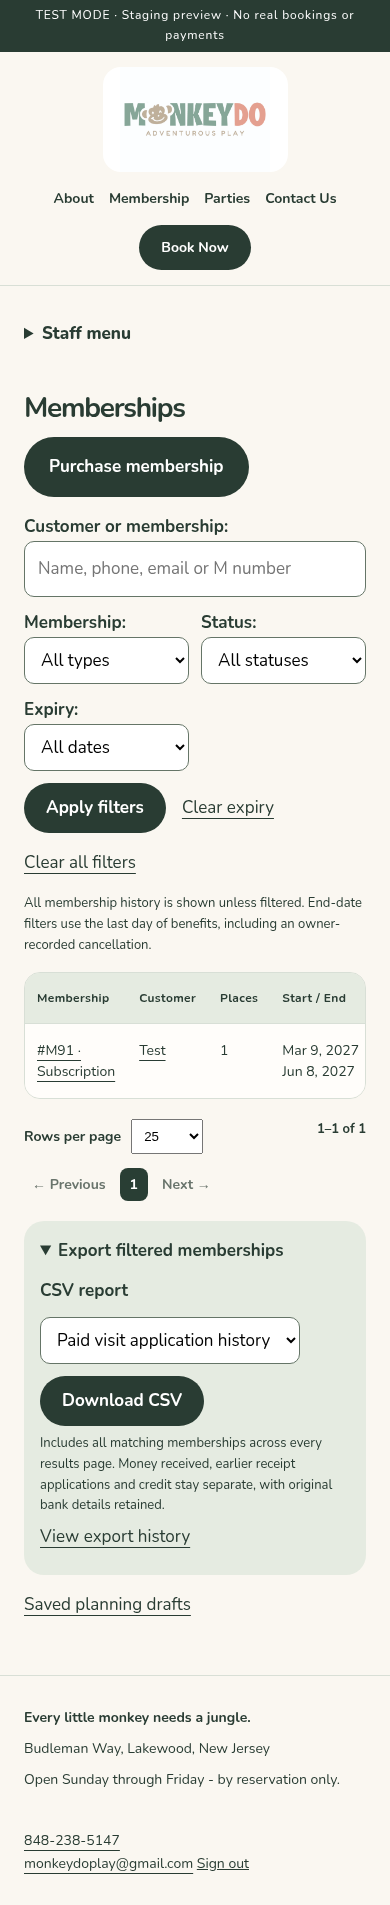 TEST MODE · Staging preview · No real bookings or
payments
MONKEYDO
ADVENTUROUS PLAY
About Membership Parties Contact Us
Book Now
▶ Staff menu
Memberships
Purchase membership
Customer or membership:
Name, phone, email or M number
Membership: Status:
All types All statuses
Expiry:
All dates
Apply filters Clear expiry
Clear all filters
All membership history is shown unless filtered. End-date
filters use the last day of benefits, including an owner-
recorded cancellation.
Membership Customer Places Start / End
#M91 · Test 1 Mar 9, 2027
Subscription Jun 8, 2027
Rows per page 25 1–1 of 1
← Previous 1 Next →
▼ Export filtered memberships
CSV report
Paid visit application history
Download CSV
Includes all matching memberships across every
results page. Money received, earlier receipt
applications and credit stay separate, with original
bank details retained.
View export history
Saved planning drafts
Every little monkey needs a jungle.
Budleman Way, Lakewood, New Jersey
Open Sunday through Friday - by reservation only.
848-238-5147
monkeydoplay@gmail.com Sign out